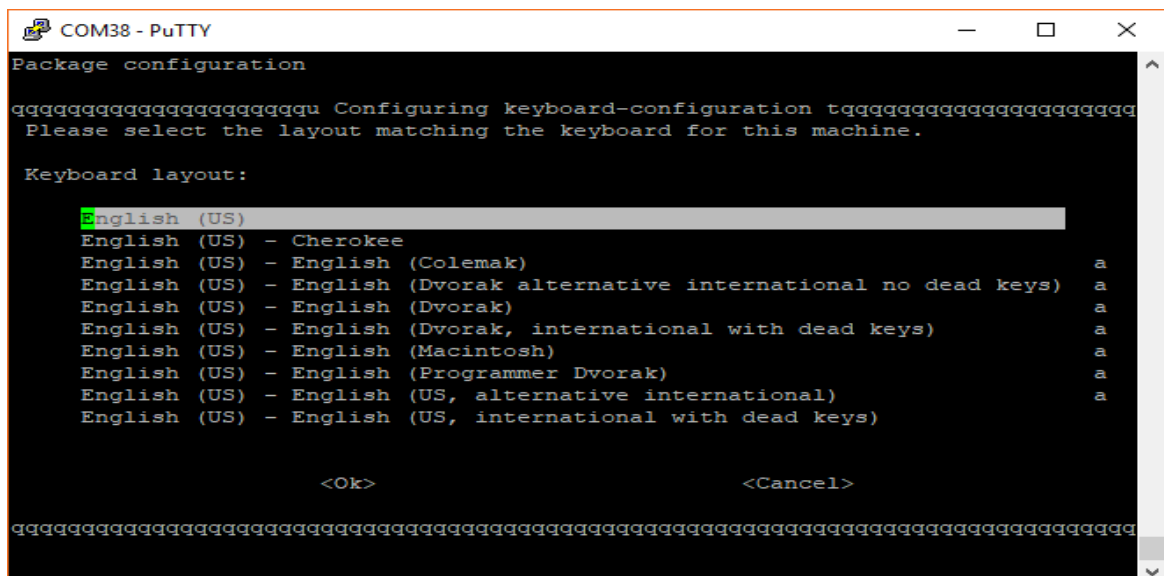 COM38 - PuTTY
Package configuration
qqqqqqqqqqqqqqqqqqqqqqu Configuring keyboard-configuration tqqqqqqqqqqqqqqqqqqqqq
Please select the layout matching the keyboard for this machine.
Keyboard layout:
English (US)
English (US) - Cherokee
English (US) - English (Colemak) a
English (US) - English (Dvorak alternative international no dead keys) a
English (US) - English (Dvorak) a
English (US) - English (Dvorak, international with dead keys) a
English (US) - English (Macintosh) a
English (US) - English (Programmer Dvorak) a
English (US) - English (US, alternative international) a
English (US) - English (US, international with dead keys)
<Ok> <Cancel>
qqqqqqqqqqqqqqqqqqqqqqqqqqqqqqqqqqqqqqqqqqqqqqqqqqqqqqqqqqqqqqqqqqqqqqqqqqqqqqqq